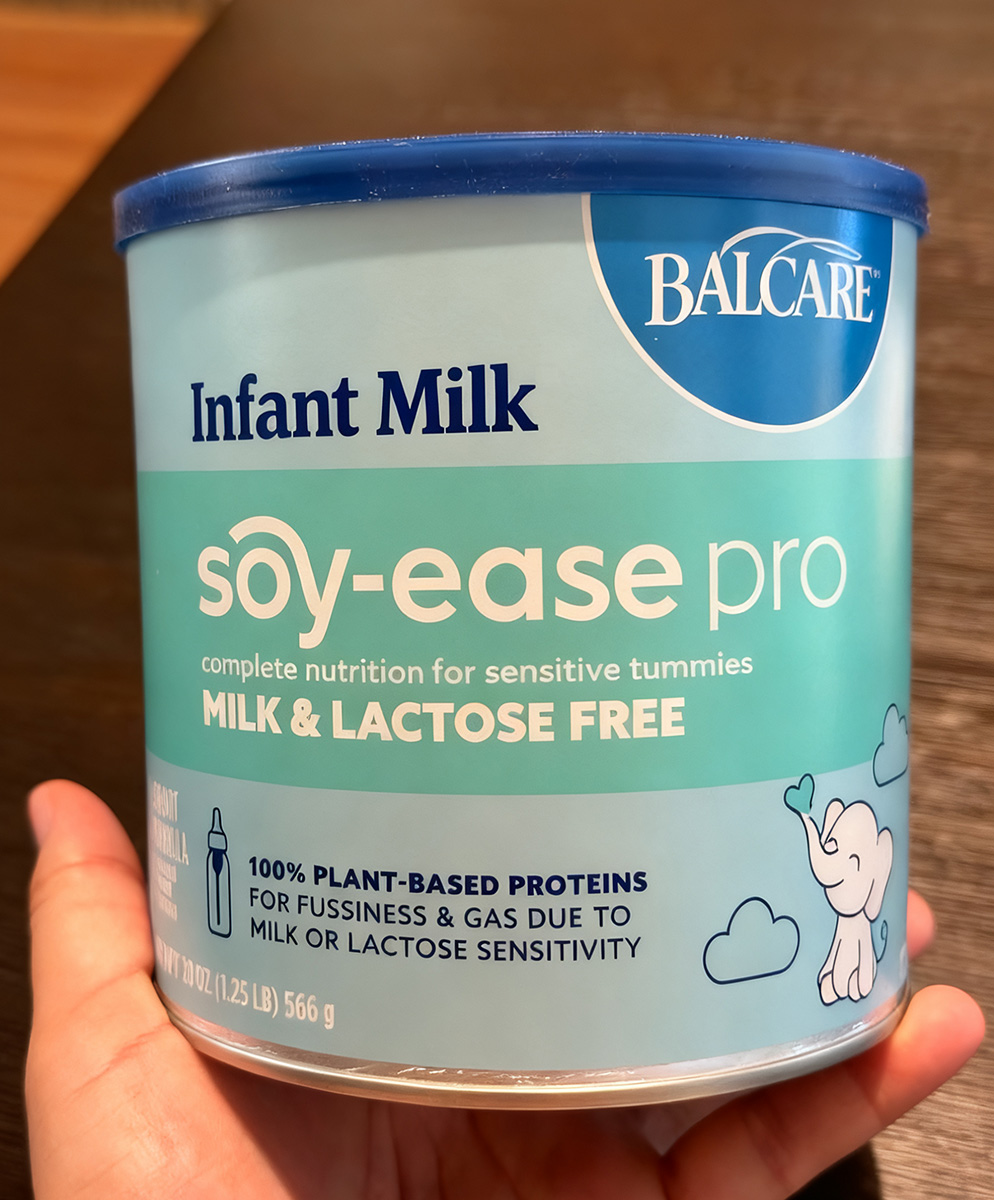 BALCARE
Infant Milk
soy-ease pro
complete nutrition for sensitive tummies
MILK & LACTOSE FREE
100% PLANT-BASED PROTEINS
FOR FUSSINESS & GAS DUE TO
MILK OR LACTOSE SENSITIVITY
20 OZ (1.25 LB) 566 g